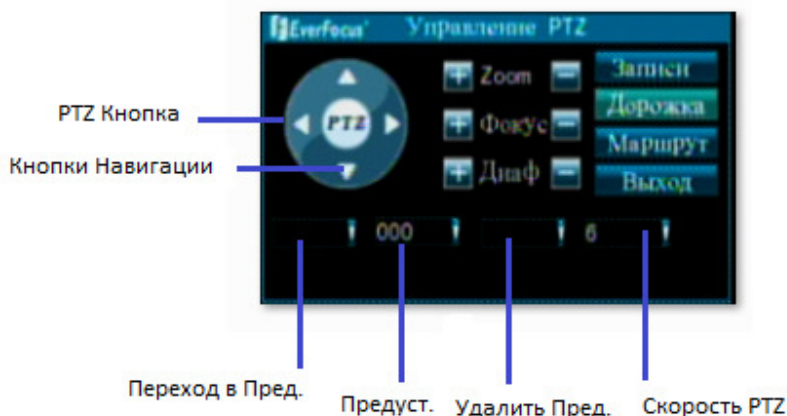 EverFocus® Управление PTZ
Zoom Записи
PTZ Кнопка PTZ Фокус Дорожка
Маршрут
Кнопки Навигации Диаф Выход
000 6
Переход в Пред. Предуст. Удалить Пред. Скорость PTZ